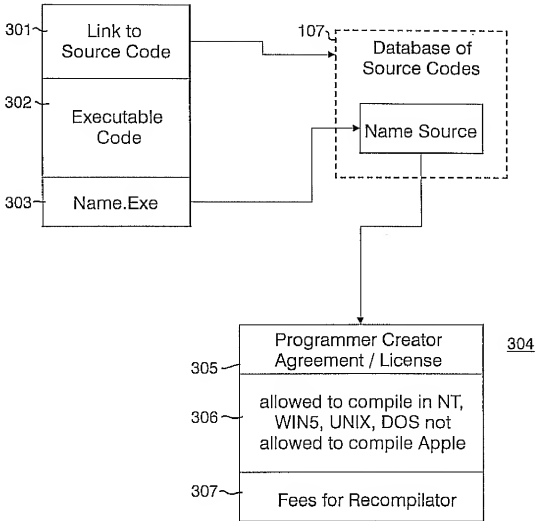 301
Link to
Source Code
302
Executable
Code
303
Name.Exe
107
Database of
Source Codes
Name Source
304
Programmer Creator
Agreement / License
305
306
allowed to compile in NT,
WIN5, UNIX, DOS not
allowed to compile Apple
307
Fees for Recompilator